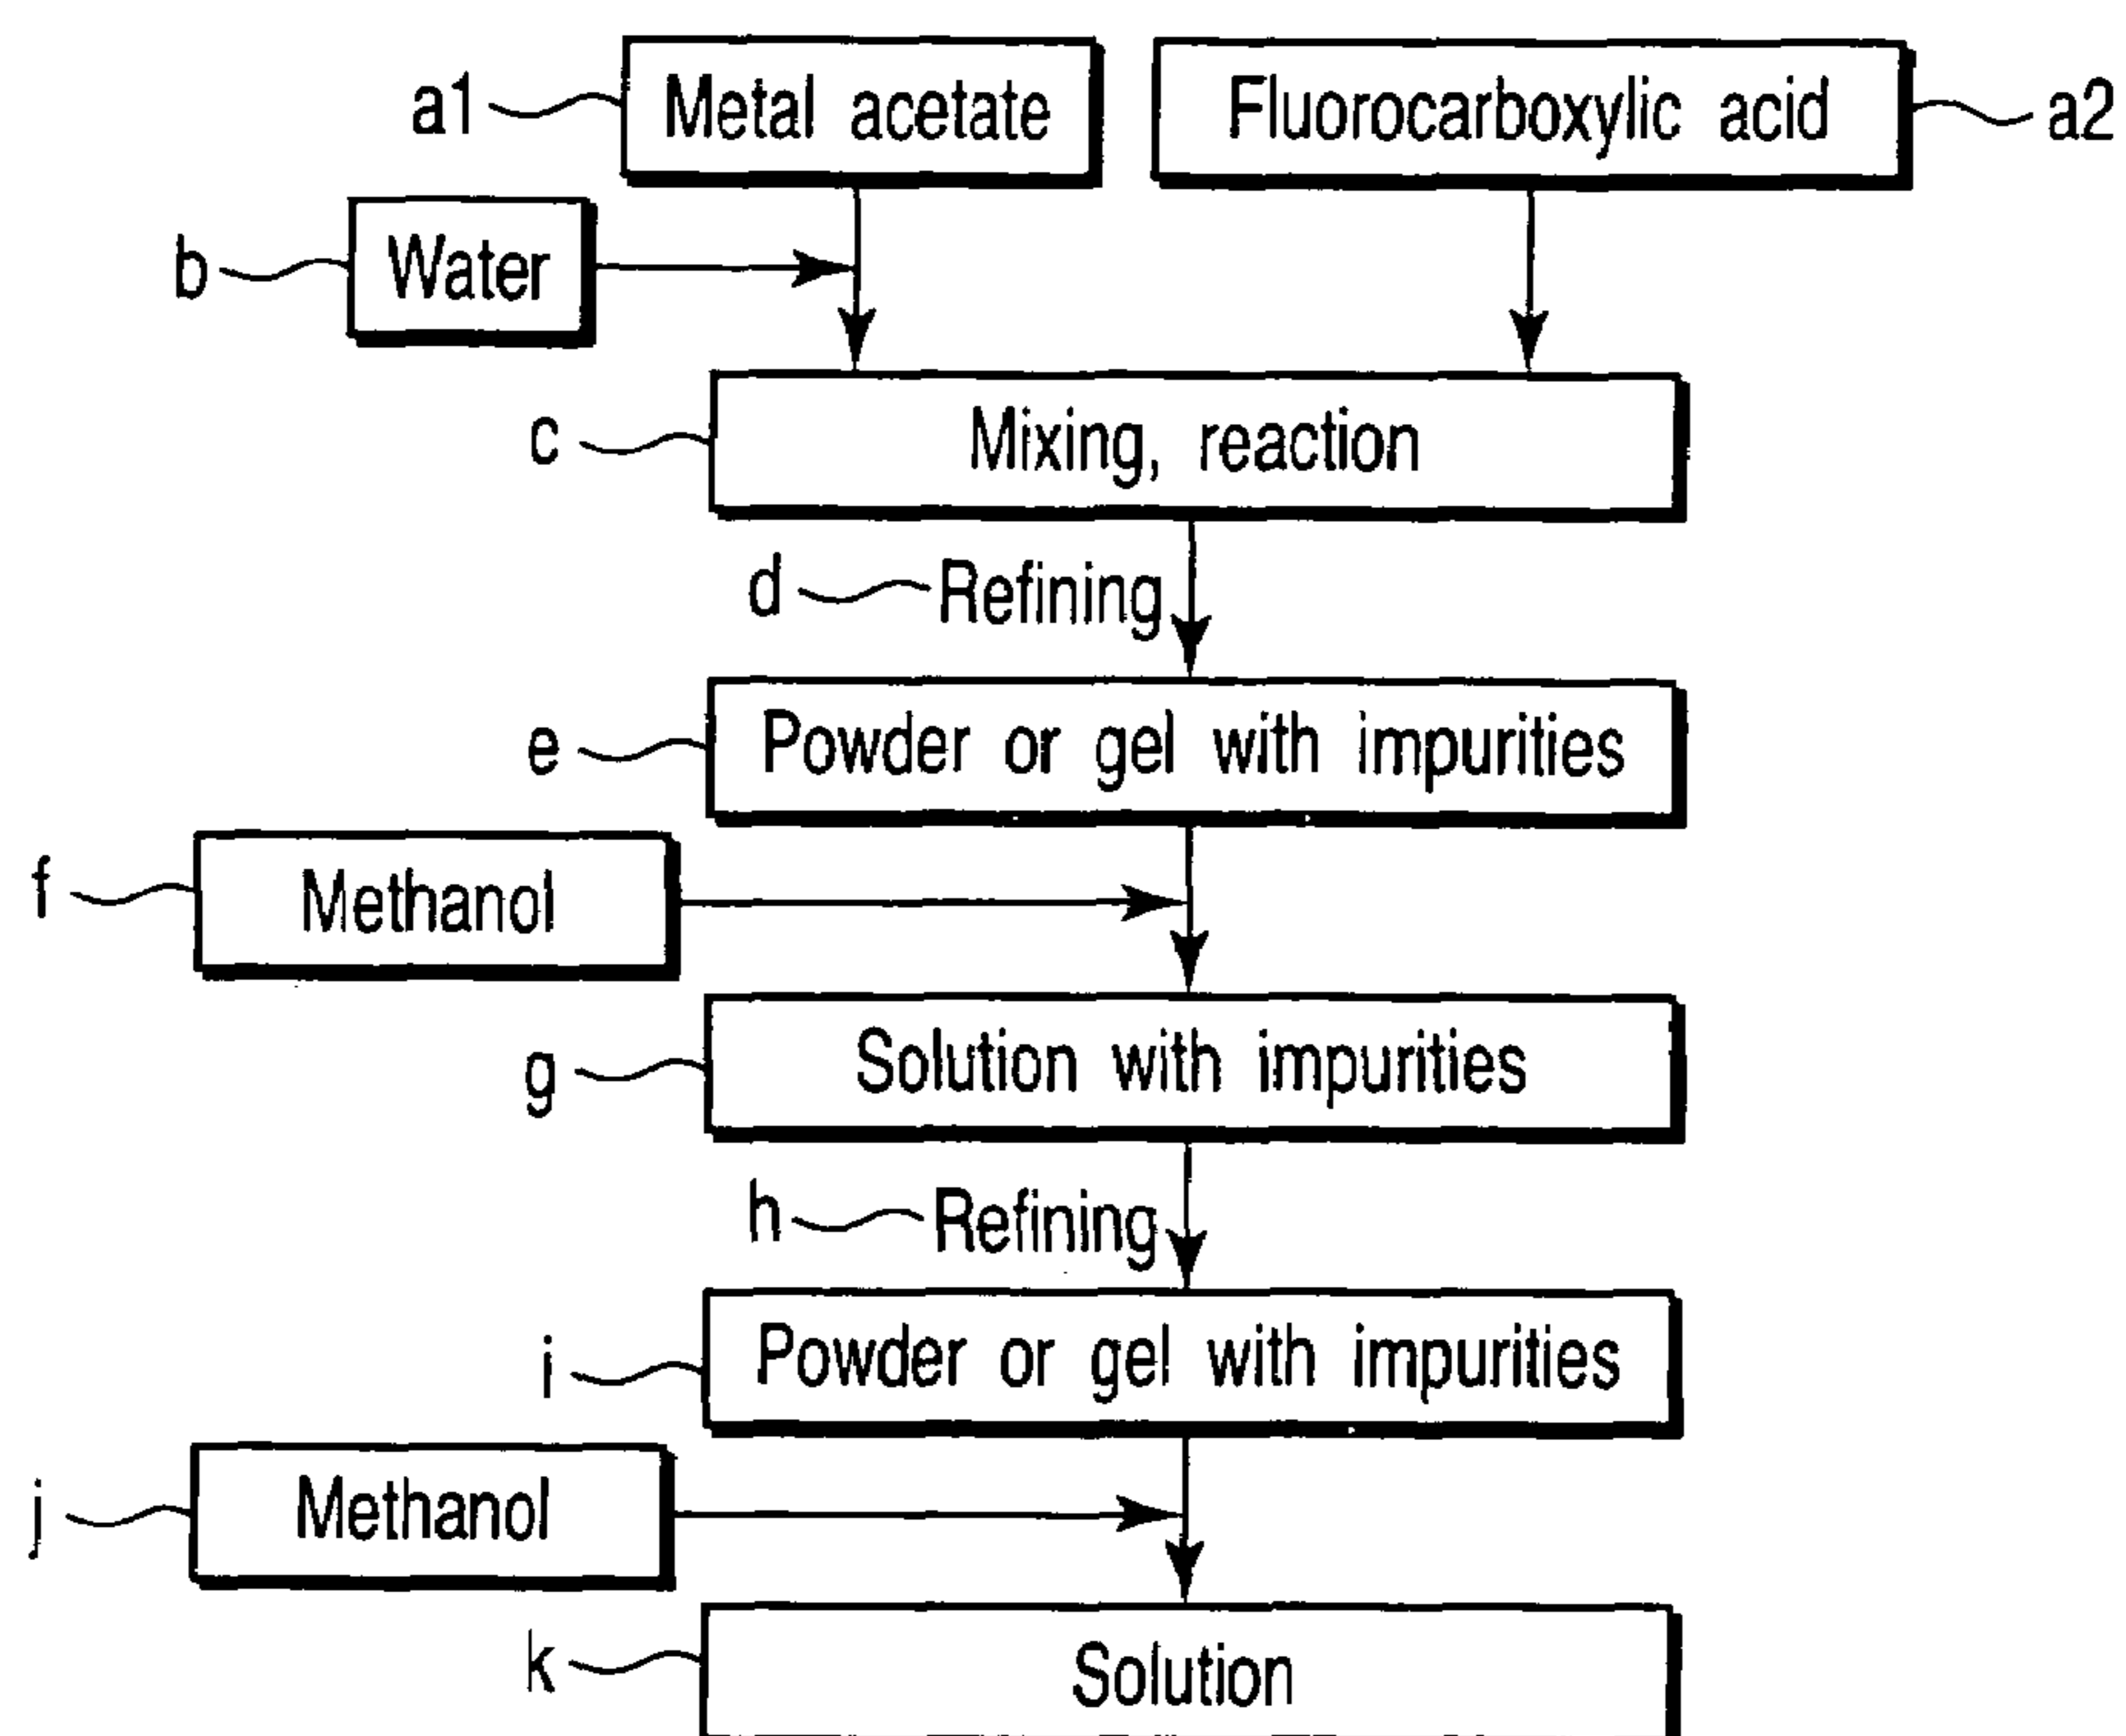 a1 Metal acetate
Fluorocarboxylic acid a2
b Water
c Mixing, reaction
d Refining
e Powder or gel with impurities
f Methanol
g Solution with impurities
h Refining
i Powder or gel with impurities
j Methanol
k Solution